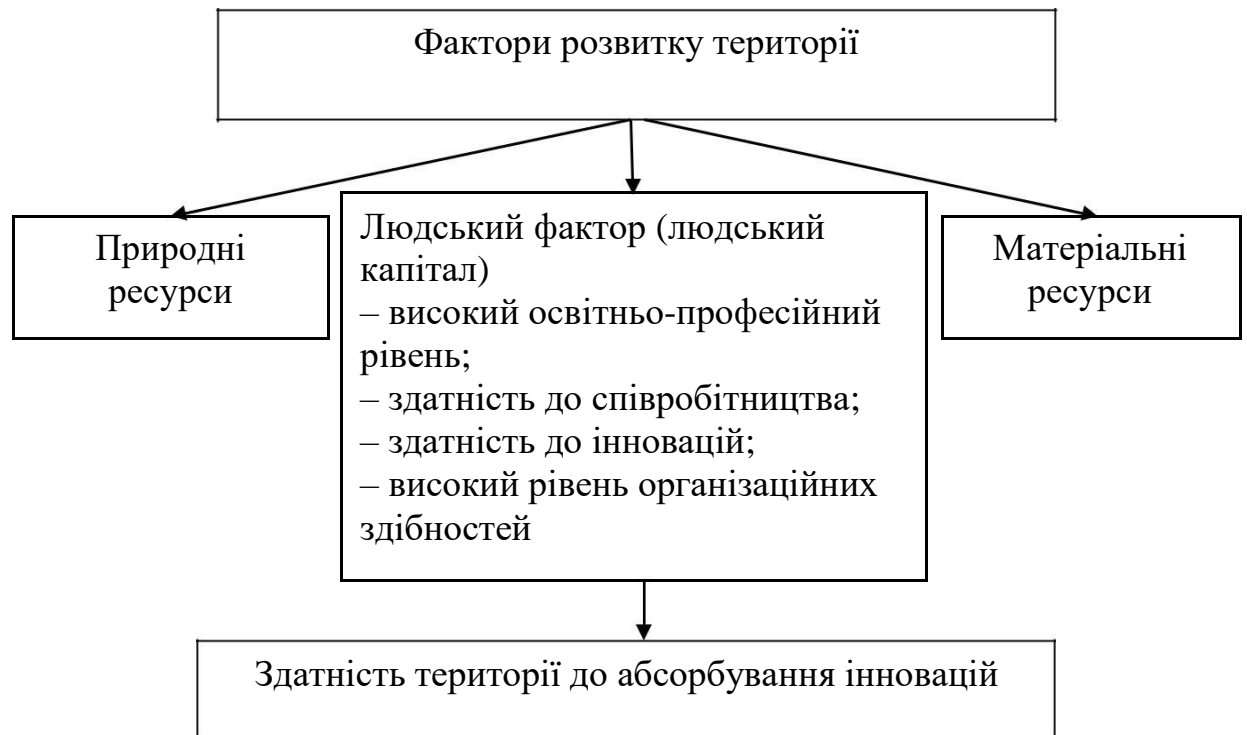 Фактори розвитку території
Природні
ресурси
Людський фактор (людський
капітал)
– високий освітньо-професійний
рівень;
– здатність до співробітництва;
– здатність до інновацій;
– високий рівень організаційних
здібностей
Матеріальні
ресурси
Здатність території до абсорбування інновацій